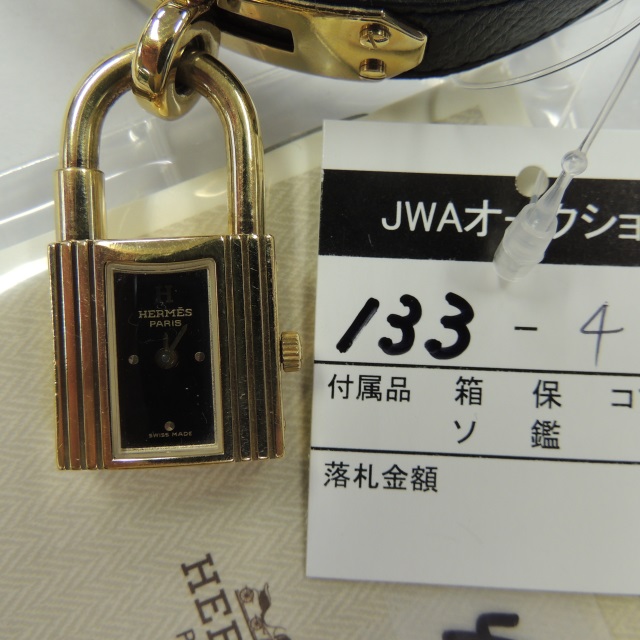 HERMÈS
PARIS
SWISS MADE
JWAオークショ
133-4
付属品 箱 保 コ
ソ 鑑
落札金額